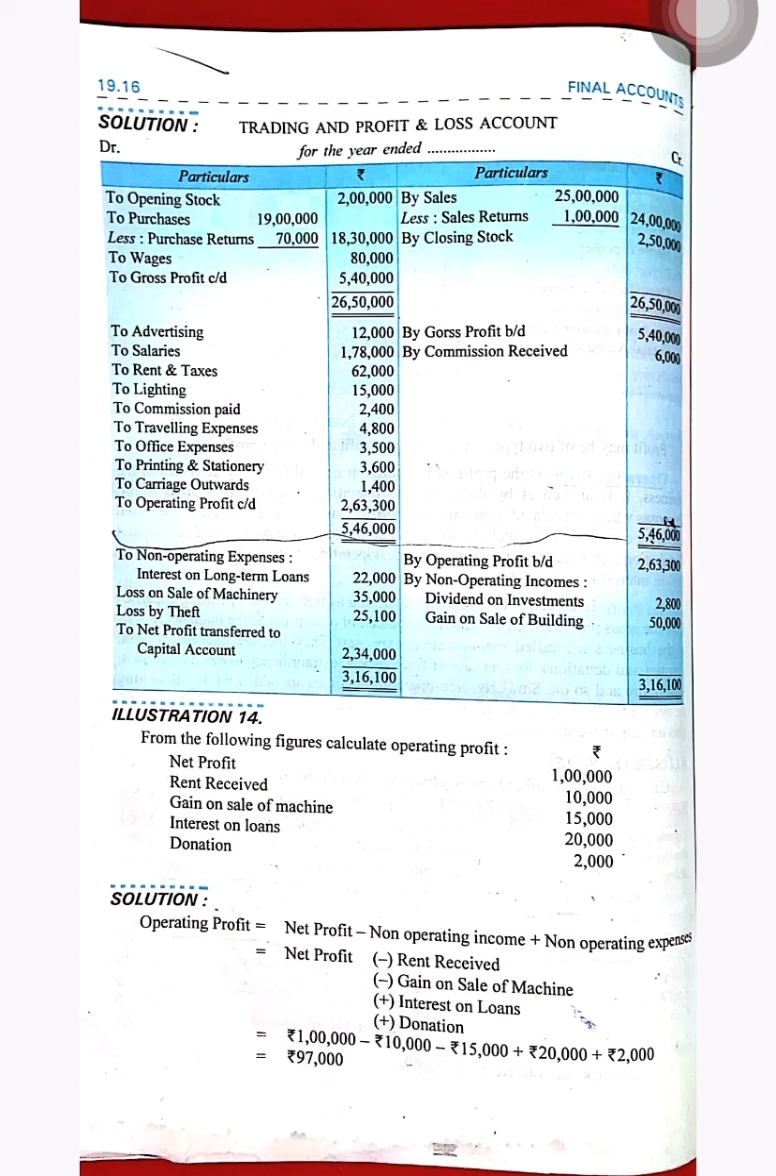 19.16 FINAL ACCOUNTS
SOLUTION : TRADING AND PROFIT & LOSS ACCOUNT
Dr. for the year ended ................. Cr.
Particulars ₹ Particulars ₹
To Opening Stock 2,00,000 By Sales 25,00,000
To Purchases 19,00,000 Less : Sales Returns 1,00,000 24,00,000
Less : Purchase Returns 70,000 18,30,000 By Closing Stock 2,50,000
To Wages 80,000
To Gross Profit c/d 5,40,000
26,50,000 26,50,000
To Advertising 12,000 By Gorss Profit b/d 5,40,000
To Salaries 1,78,000 By Commission Received 6,000
To Rent & Taxes 62,000
To Lighting 15,000
To Commission paid 2,400
To Travelling Expenses 4,800
To Office Expenses 3,500
To Printing & Stationery 3,600
To Carriage Outwards 1,400
To Operating Profit c/d 2,63,300
5,46,000 5,46,000
To Non-operating Expenses : By Operating Profit b/d 2,63,300
Interest on Long-term Loans 22,000 By Non-Operating Incomes :
Loss on Sale of Machinery 35,000 Dividend on Investments 2,800
Loss by Theft 25,100 Gain on Sale of Building 50,000
To Net Profit transferred to
Capital Account 2,34,000
3,16,100 3,16,100
ILLUSTRATION 14.
From the following figures calculate operating profit : ₹
Net Profit 1,00,000
Rent Received 10,000
Gain on sale of machine 15,000
Interest on loans 20,000
Donation 2,000
SOLUTION :
Operating Profit = Net Profit – Non operating income + Non operating expenses
= Net Profit (–) Rent Received
(–) Gain on Sale of Machine
(+) Interest on Loans
(+) Donation
= ₹1,00,000 – ₹10,000 – ₹15,000 + ₹20,000 + ₹2,000
= ₹97,000